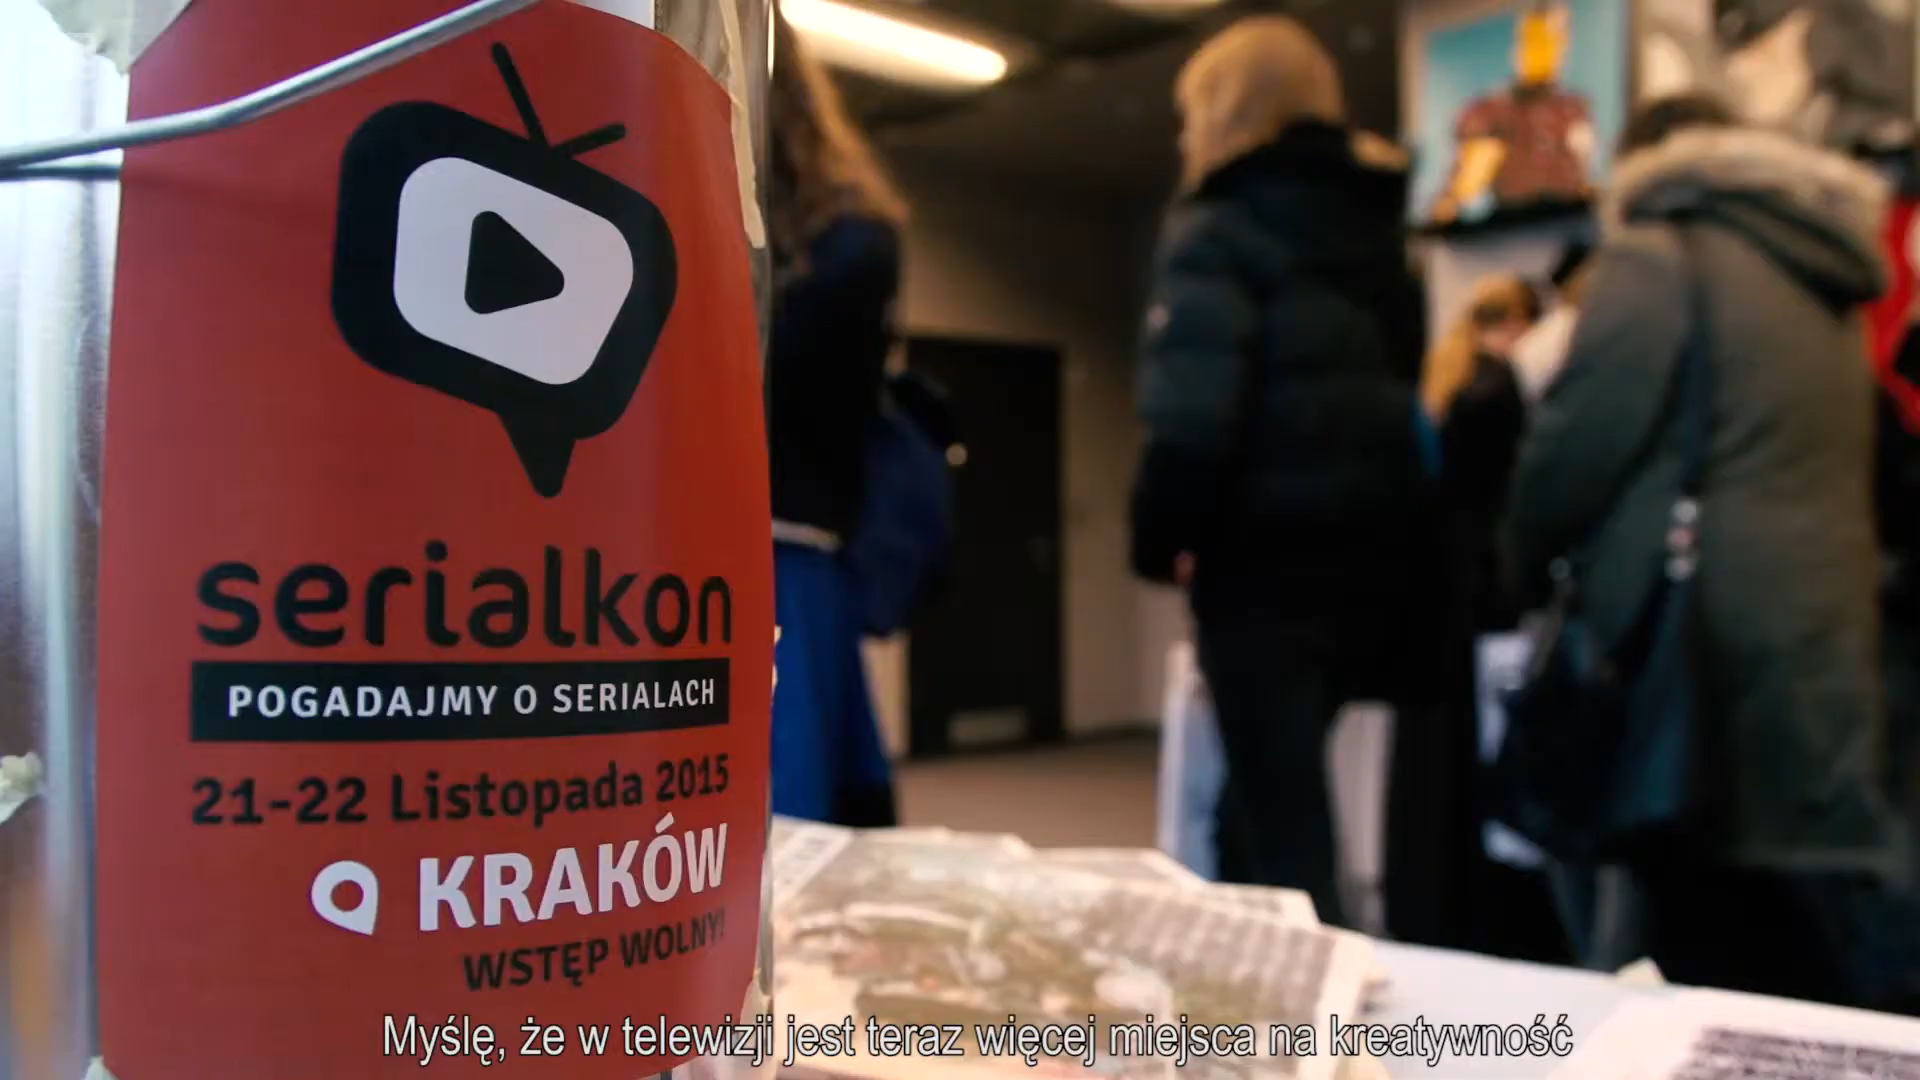 serialkon
POGADAJMY O SERIALACH
21-22 Listopada 2015
KRAKÓW
WSTĘP WOLNY!
Myślę, że w telewizji jest teraz więcej miejsca na kreatywność